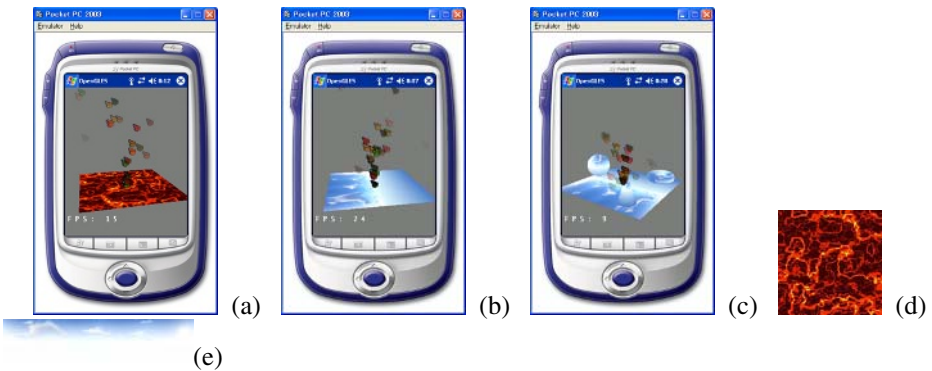 Pocket PC 2003
Emulator Help
OpenGLES
FPS: 15
(a)
Pocket PC 2003
Emulator Help
OpenGLES
FPS: 24
(b)
Pocket PC 2003
Emulator Help
OpenGLES
FPS: 9
(c)
(d)
(e)